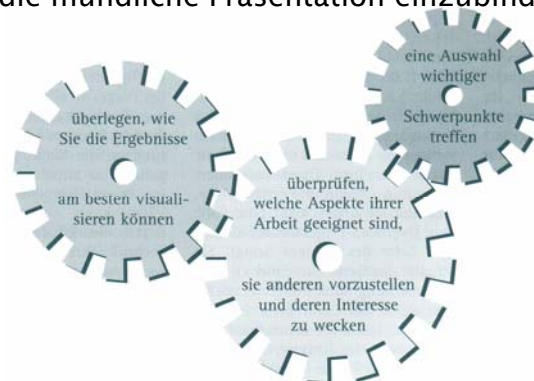 die mündliche Präsentation einzubind
überlegen, wie
Sie die Ergebnisse
am besten visuali-
sieren können
überprüfen,
welche Aspekte ihrer
Arbeit geeignet sind,
sie anderen vorzustellen
und deren Interesse
zu wecken
eine Auswahl
wichtiger
Schwerpunkte
treffen